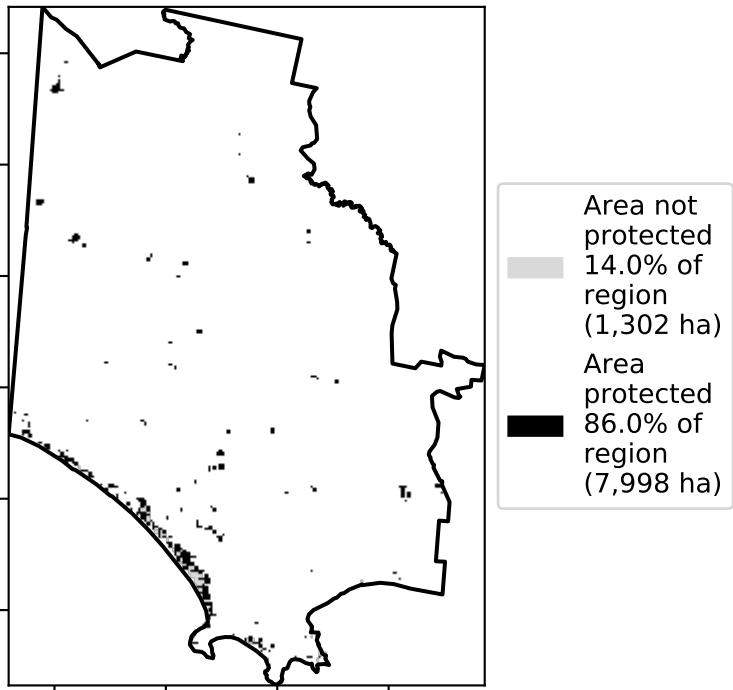 Area not
protected
14.0% of
region
(1,302 ha)
Area
protected
86.0% of
region
(7,998 ha)